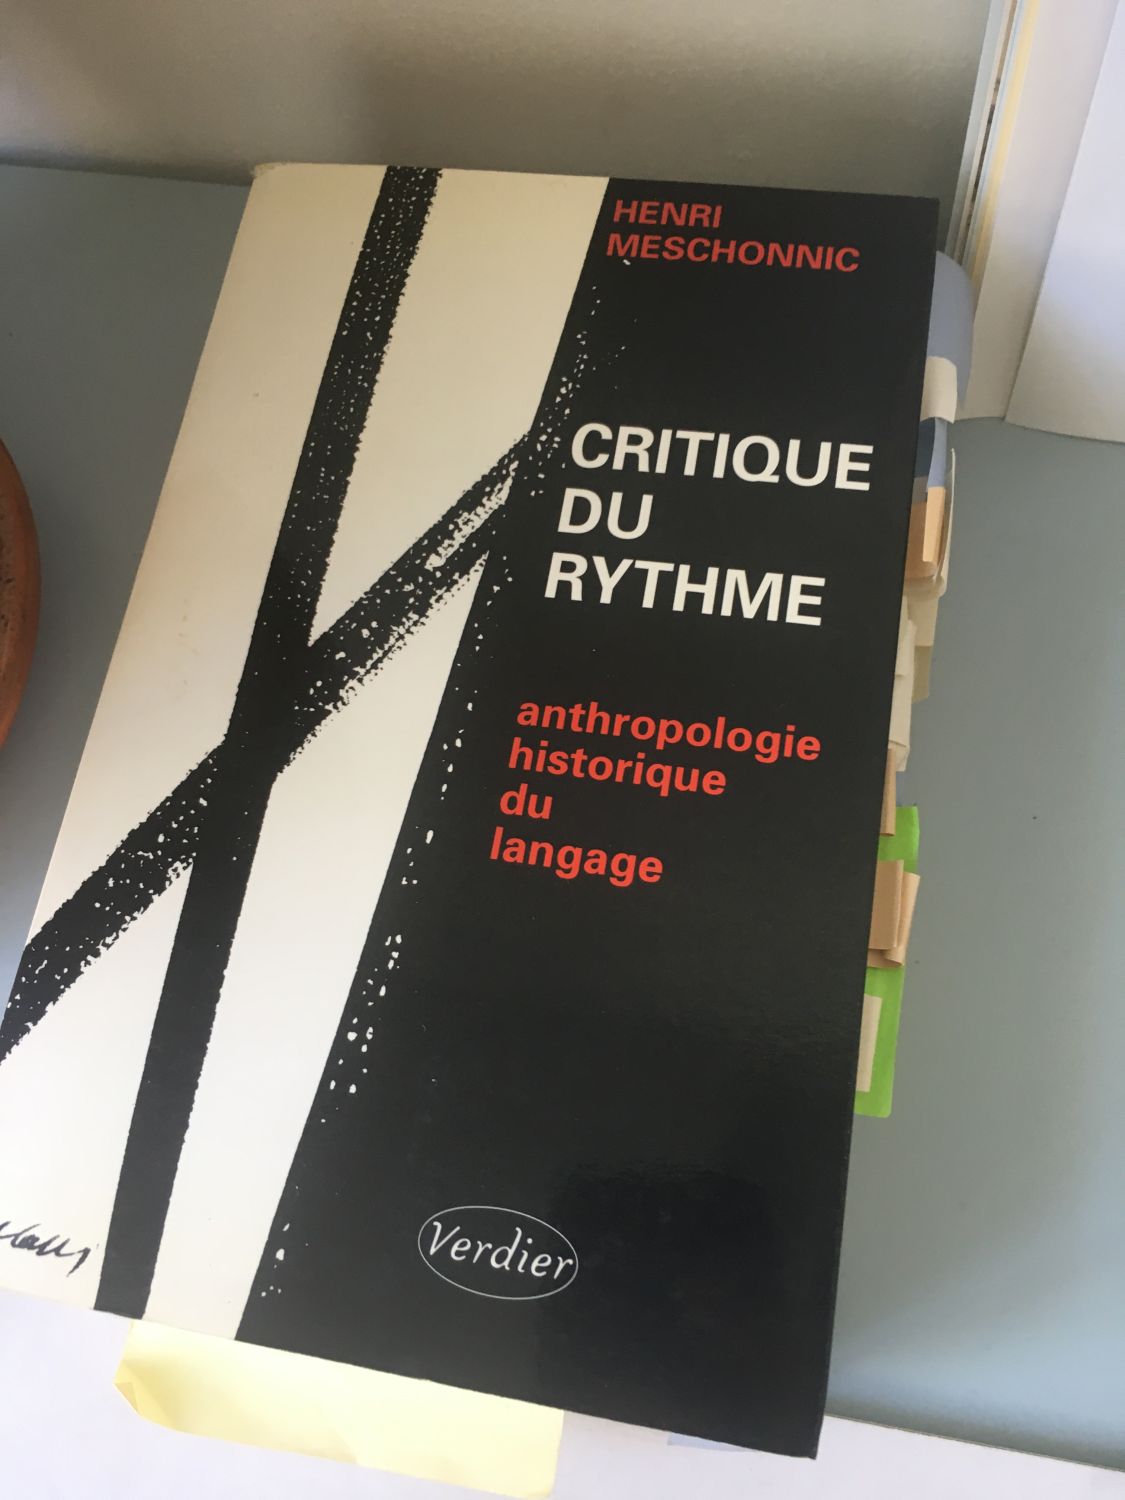 HENRI
MESCHONNIC
CRITIQUE
DU
RYTHME
anthropologie
historique
du
langage
Verdier